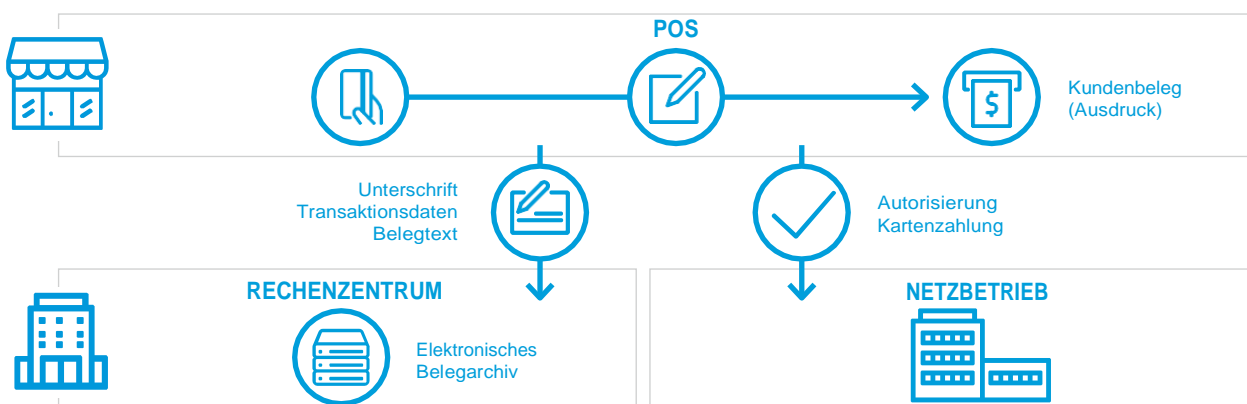 POS
Kundenbeleg
(Ausdruck)
Unterschrift
Transaktionsdaten
Belegtext
Autorisierung
Kartenzahlung
RECHENZENTRUM
Elektronisches
Belegarchiv
NETZBETRIEB